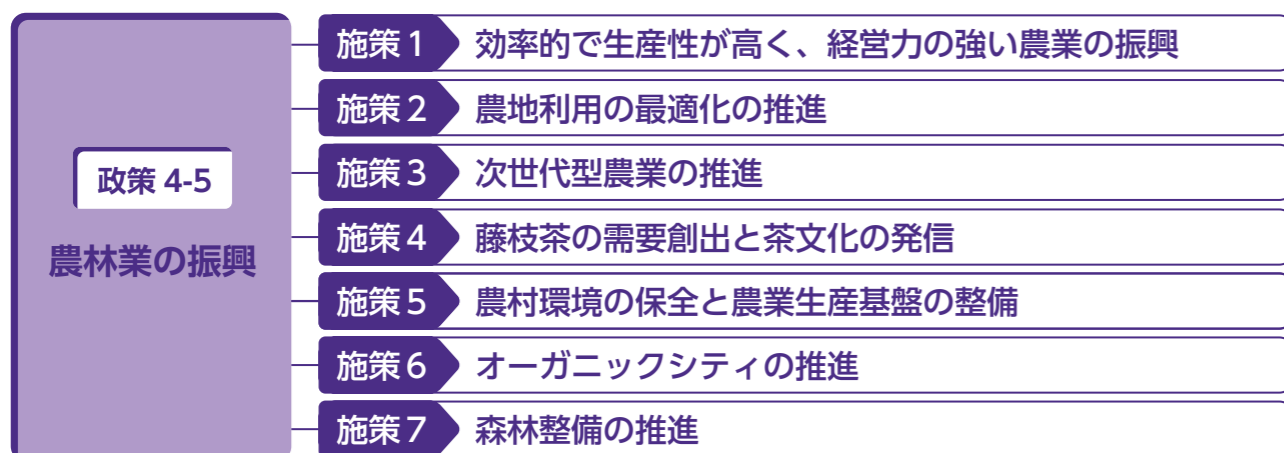 政策 4-5
農林業の振興
施策 1 効率的で生産性が高く、経営力の強い農業の振興
施策 2 農地利用の最適化の推進
施策 3 次世代型農業の推進
施策 4 藤枝茶の需要創出と茶文化の発信
施策 5 農村環境の保全と農業生産基盤の整備
施策 6 オーガニックシティの推進
施策 7 森林整備の推進